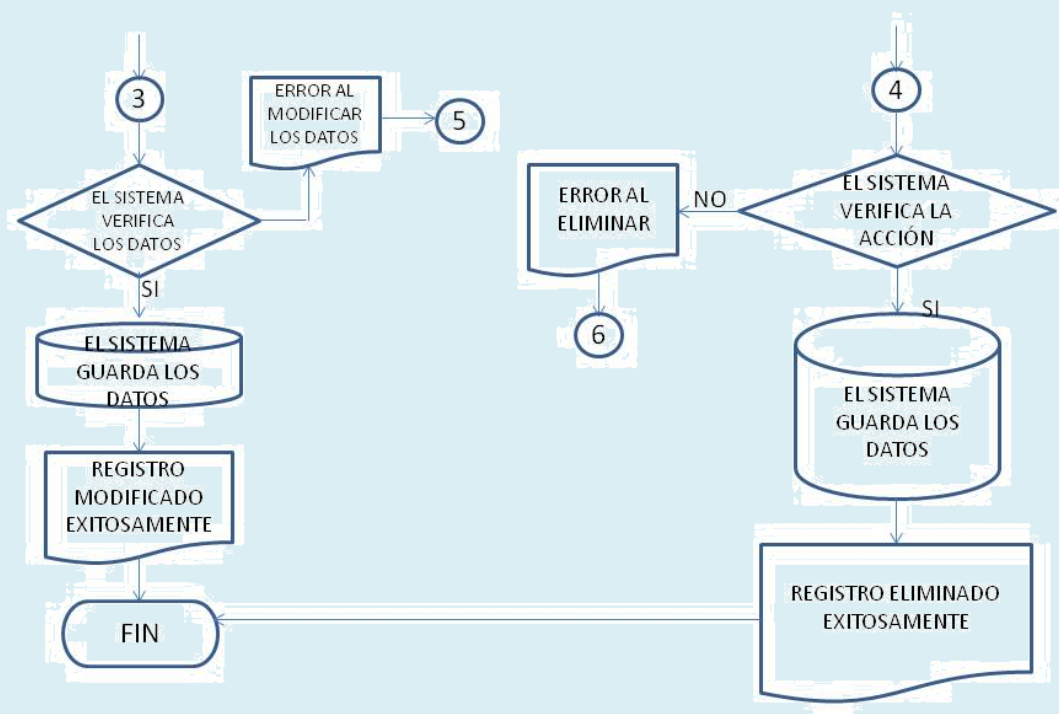 3
ERROR AL
MODIFICAR
LOS DATOS
5
EL SISTEMA
VERIFICA
LOS DATOS
SI
EL SISTEMA
GUARDA LOS
DATOS
REGISTRO
MODIFICADO
EXITOSAMENTE
FIN
4
EL SISTEMA
VERIFICA LA
ACCIÓN
NO
ERROR AL
ELIMINAR
6
SI
EL SISTEMA
GUARDA LOS
DATOS
REGISTRO ELIMINADO
EXITOSAMENTE